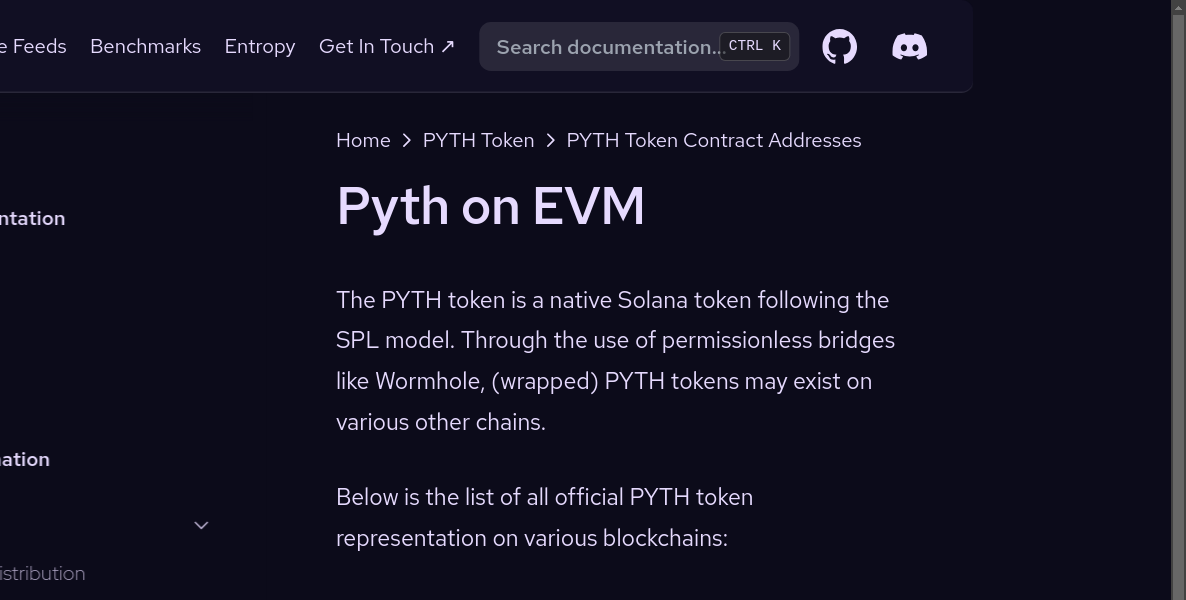 Feeds Benchmarks Entropy Get In Touch ↗ Search documentation... CTRL K
Home > PYTH Token > PYTH Token Contract Addresses
Pyth on EVM
The PYTH token is a native Solana token following the
SPL model. Through the use of permissionless bridges
like Wormhole, (wrapped) PYTH tokens may exist on
various other chains.
Below is the list of all official PYTH token
representation on various blockchains: